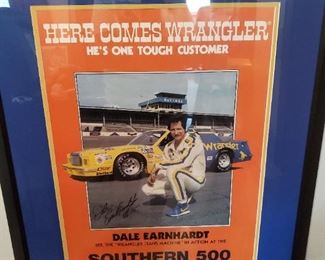 HERE COMES WRANGLER
HE'S ONE TOUGH CUSTOMER
Wrangler
DALE EARNHARDT
SEE THE "WRANGLER JEANS MACHINE" IN ACTION AT THE
SOUTHERN 500